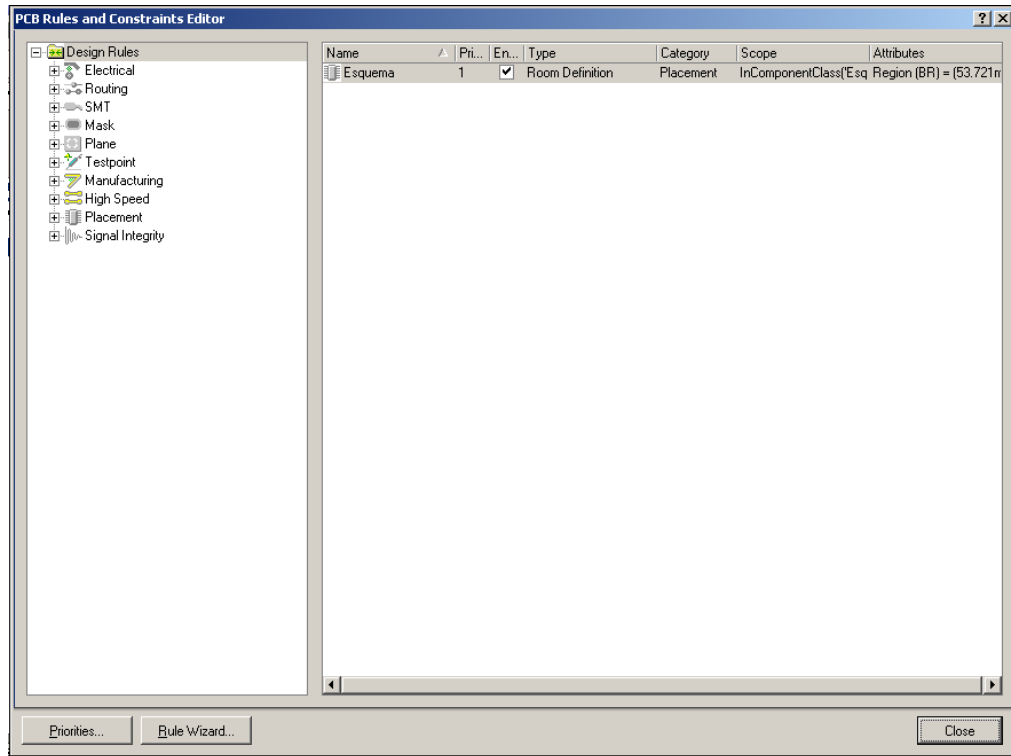 PCB Rules and Constraints Editor
Design Rules
Electrical
Routing
SMT
Mask
Plane
Testpoint
Manufacturing
High Speed
Placement
Signal Integrity
Name Pri... En... Type Category Scope Attributes
Esquema 1 Room Definition Placement InComponentClass('Esq Region (BR) = (53.721m
Priorities... Rule Wizard... Close